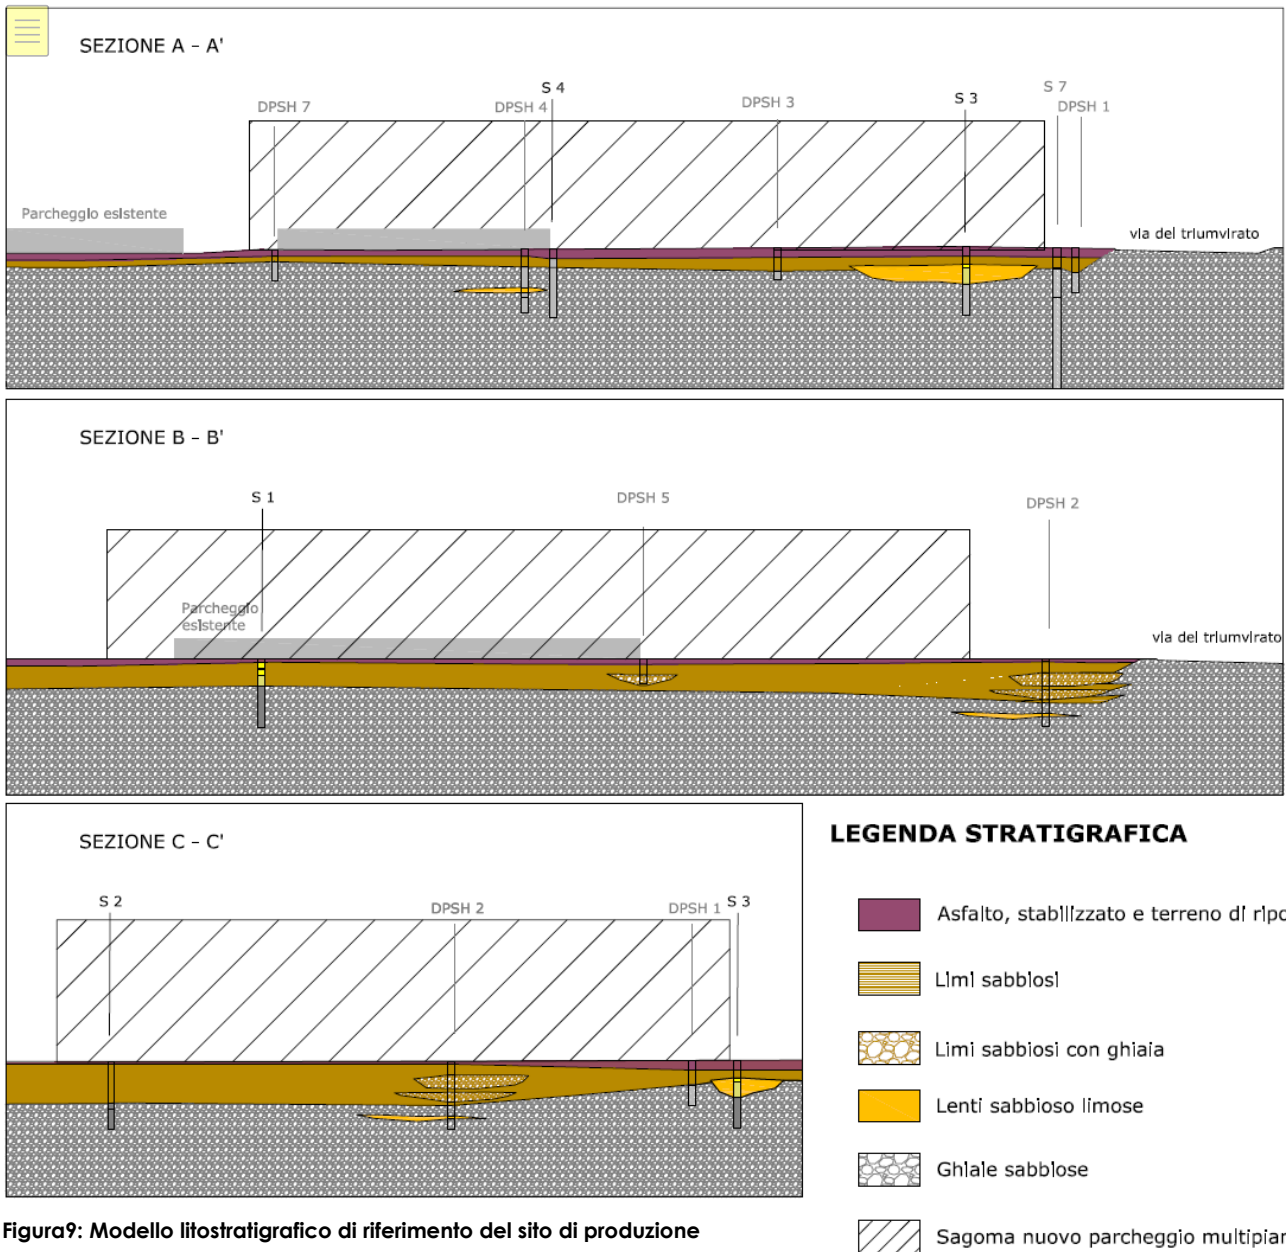 SEZIONE A - A'
S 4
S 7
DPSH 7
DPSH 4
DPSH 3
S 3
DPSH 1
Parcheggio esistente
via del triumvirato
SEZIONE B - B'
S 1
DPSH 5
DPSH 2
Parcheggio
esistente
via del triumvirato
SEZIONE C - C'
S 2
DPSH 2
DPSH 1
S 3
LEGENDA STRATIGRAFICA
Asfalto, stabilizzato e terreno di ripo
Limi sabbiosi
Limi sabbiosi con ghiaia
Lenti sabbioso limose
Ghiaie sabbiose
Sagoma nuovo parcheggio multipia
Figura9: Modello litostratigrafico di riferimento del sito di produzione